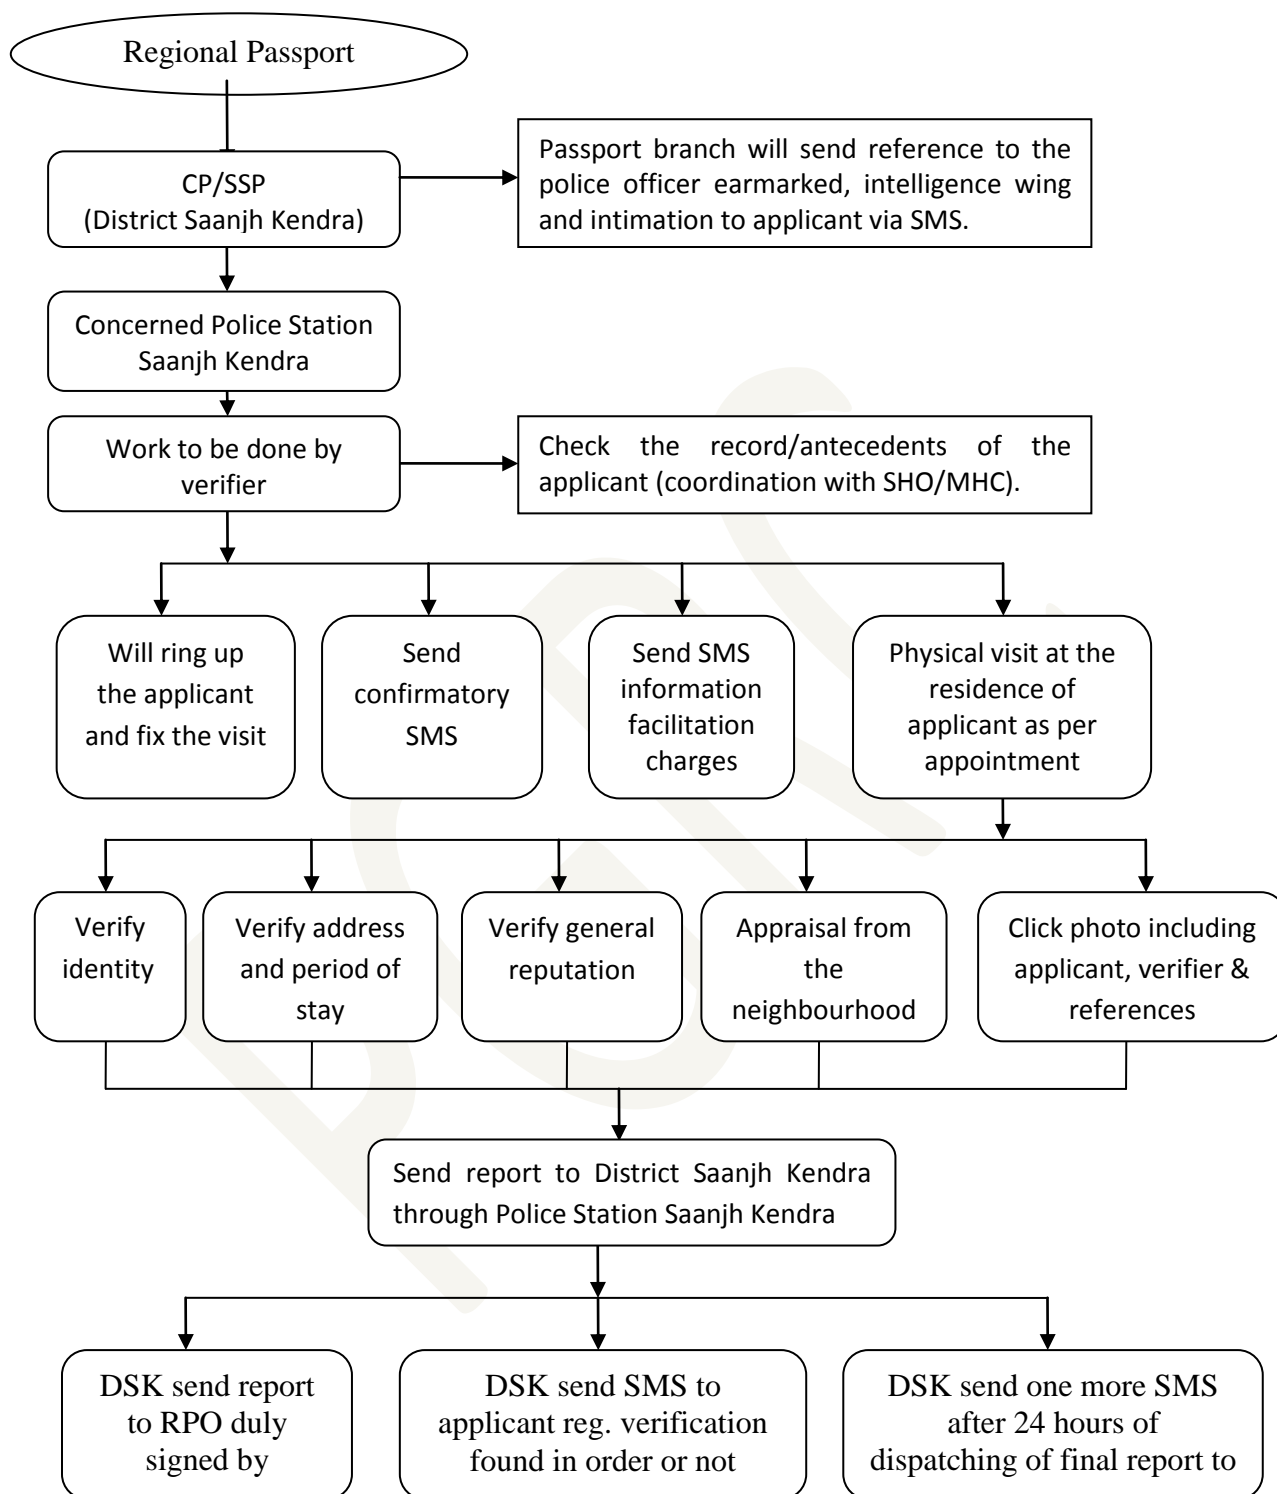 Regional Passport
CP/SSP
(District Saanjh Kendra)
Passport branch will send reference to the
police officer earmarked, intelligence wing
and intimation to applicant via SMS.
Concerned Police Station
Saanjh Kendra
Work to be done by
verifier
Check the record/antecedents of the
applicant (coordination with SHO/MHC).
Will ring up
the applicant
and fix the visit
Send
confirmatory
SMS
Send SMS
information
facilitation
charges
Physical visit at the
residence of
applicant as per
appointment
Verify
identity
Verify address
and period of
stay
Verify general
reputation
Appraisal from
the
neighbourhood
Click photo including
applicant, verifier &
references
Send report to District Saanjh Kendra
through Police Station Saanjh Kendra
DSK send report
to RPO duly
signed by
DSK send SMS to
applicant reg. verification
found in order or not
DSK send one more SMS
after 24 hours of
dispatching of final report to